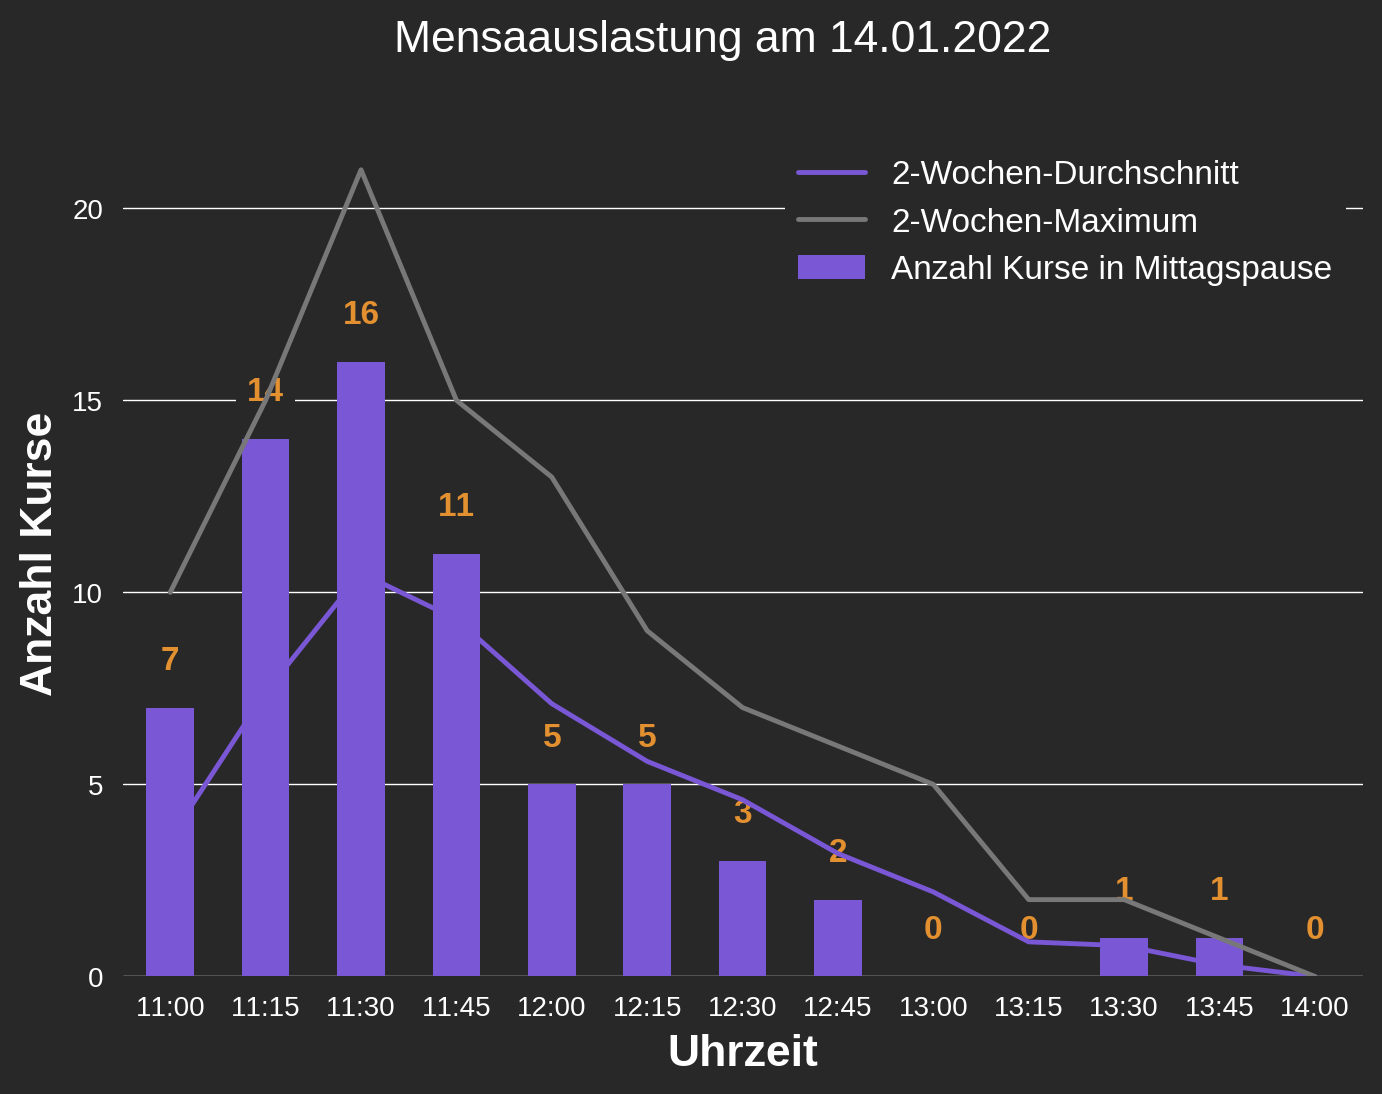 Mensaauslastung am 14.01.2022
2-Wochen-Durchschnitt
2-Wochen-Maximum
Anzahl Kurse in Mittagspause
Anzahl Kurse
20
15
10
5
0
7
14
16
11
5
5
3
2
0
0
1
1
0
11:00 11:15 11:30 11:45 12:00 12:15 12:30 12:45 13:00 13:15 13:30 13:45 14:00
Uhrzeit